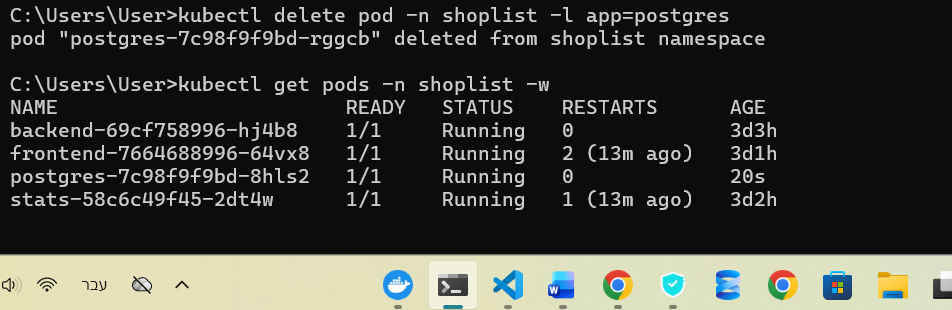 C:\Users\User>kubectl delete pod -n shoplist -l app=postgres
pod "postgres-7c98f9f9bd-rggcb" deleted from shoplist namespace
C:\Users\User>kubectl get pods -n shoplist -w
NAME READY STATUS RESTARTS AGE
backend-69cf758996-hj4b8 1/1 Running 0 3d3h
frontend-7664688996-64vx8 1/1 Running 2 (13m ago) 3d1h
postgres-7c98f9f9bd-8hls2 1/1 Running 0 20s
stats-58c6c49f45-2dt4w 1/1 Running 1 (13m ago) 3d2h
עבר
W